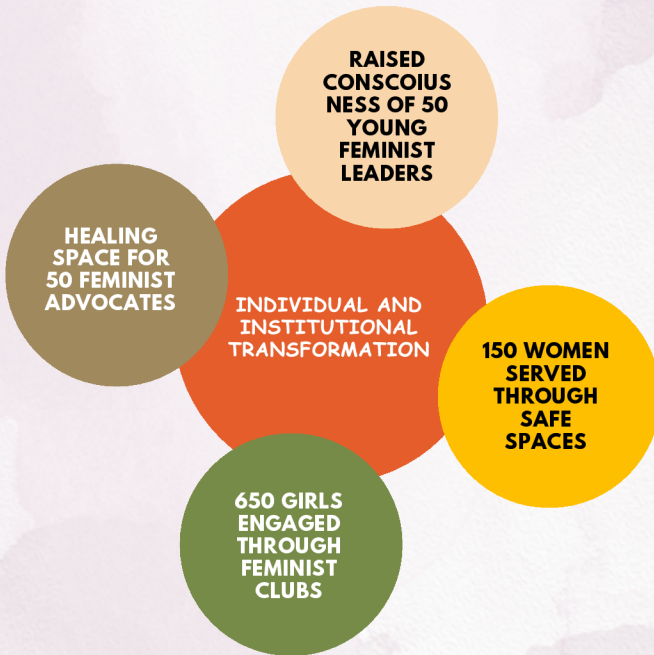 RAISED
CONSCOIUS
NESS OF 50
YOUNG
FEMINIST
LEADERS
HEALING
SPACE FOR
50 FEMINIST
ADVOCATES
INDIVIDUAL AND
INSTITUTIONAL
TRANSFORMATION
150 WOMEN
SERVED
THROUGH
SAFE
SPACES
650 GIRLS
ENGAGED
THROUGH
FEMINIST
CLUBS